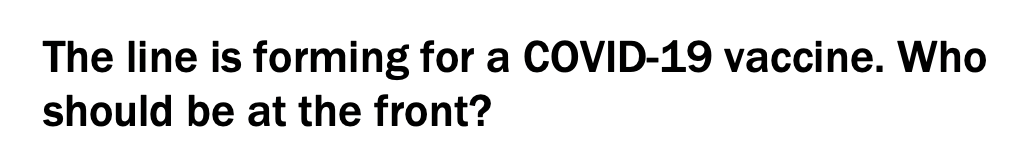 The line is forming for a COVID-19 vaccine. Who
should be at the front?